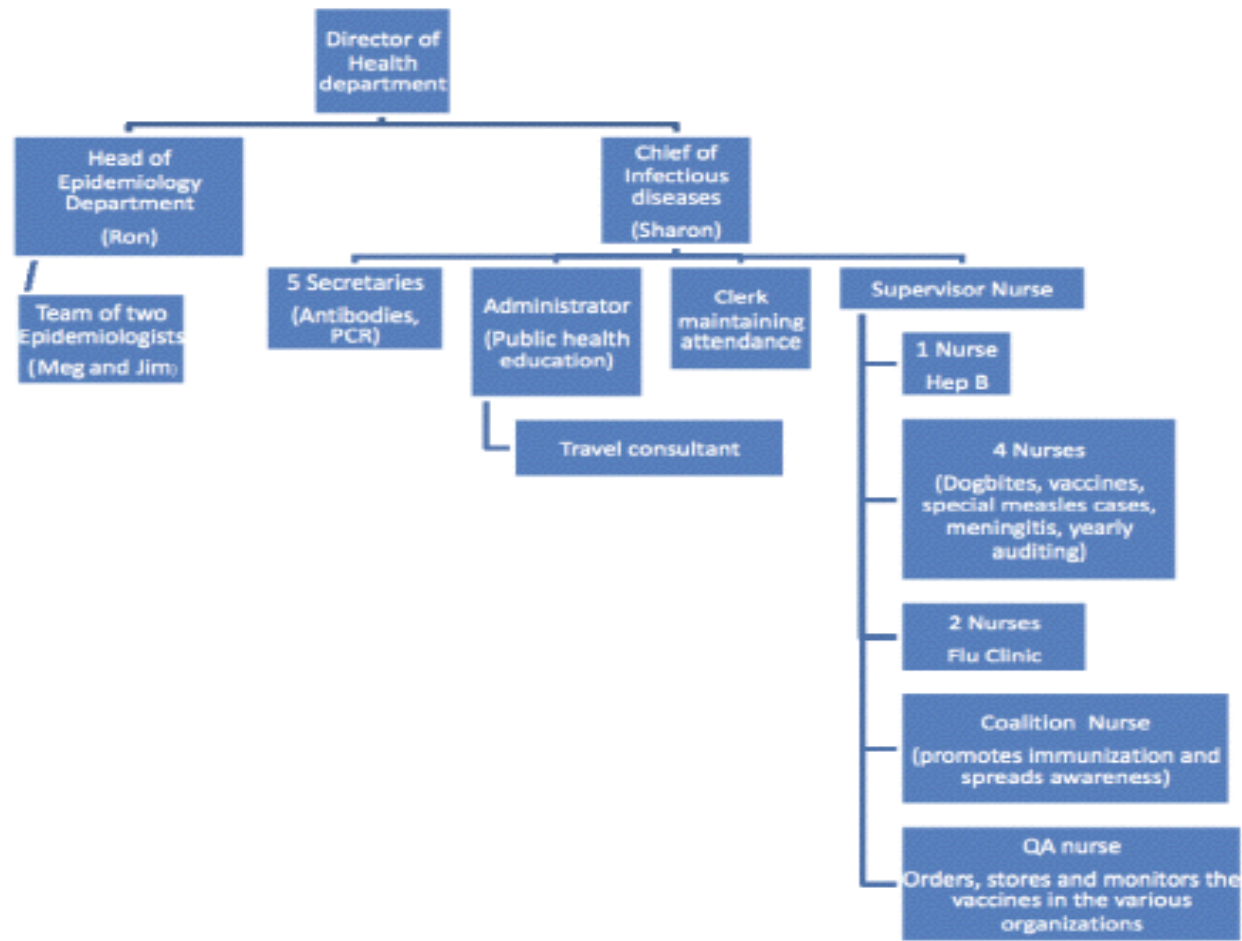 Director of
Health
department
Head of
Epidemiology
Department
(Ron)
Chief of
Infectious
diseases
(Sharon)
Team of two
Epidemiologists
(Meg and Jim)
5 Secretaries
(Antibodies,
PCR)
Administrator
(Public health
education)
Clerk
maintaining
attendance
Supervisor Nurse
Travel consultant
1 Nurse
Hep B
4 Nurses
(Dogbites, vaccines,
special measles cases,
meningitis, yearly
auditing)
2 Nurses
Flu Clinic
Coalition Nurse
(promotes immunization and
spreads awareness)
QA nurse
Orders, stores and monitors the
vaccines in the various
organizations